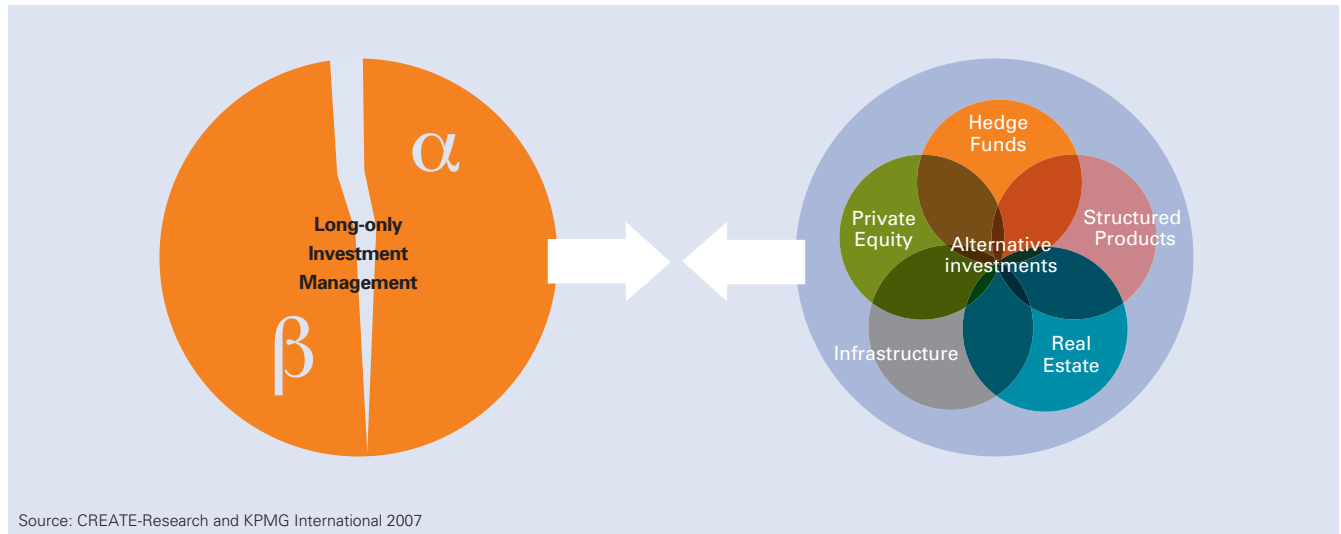 α
Long-only
Investment
Management
β
Hedge
Funds
Private
Equity
Structured
Products
Alternative
investments
Infrastructure
Real
Estate
Source: CREATE-Research and KPMG International 2007